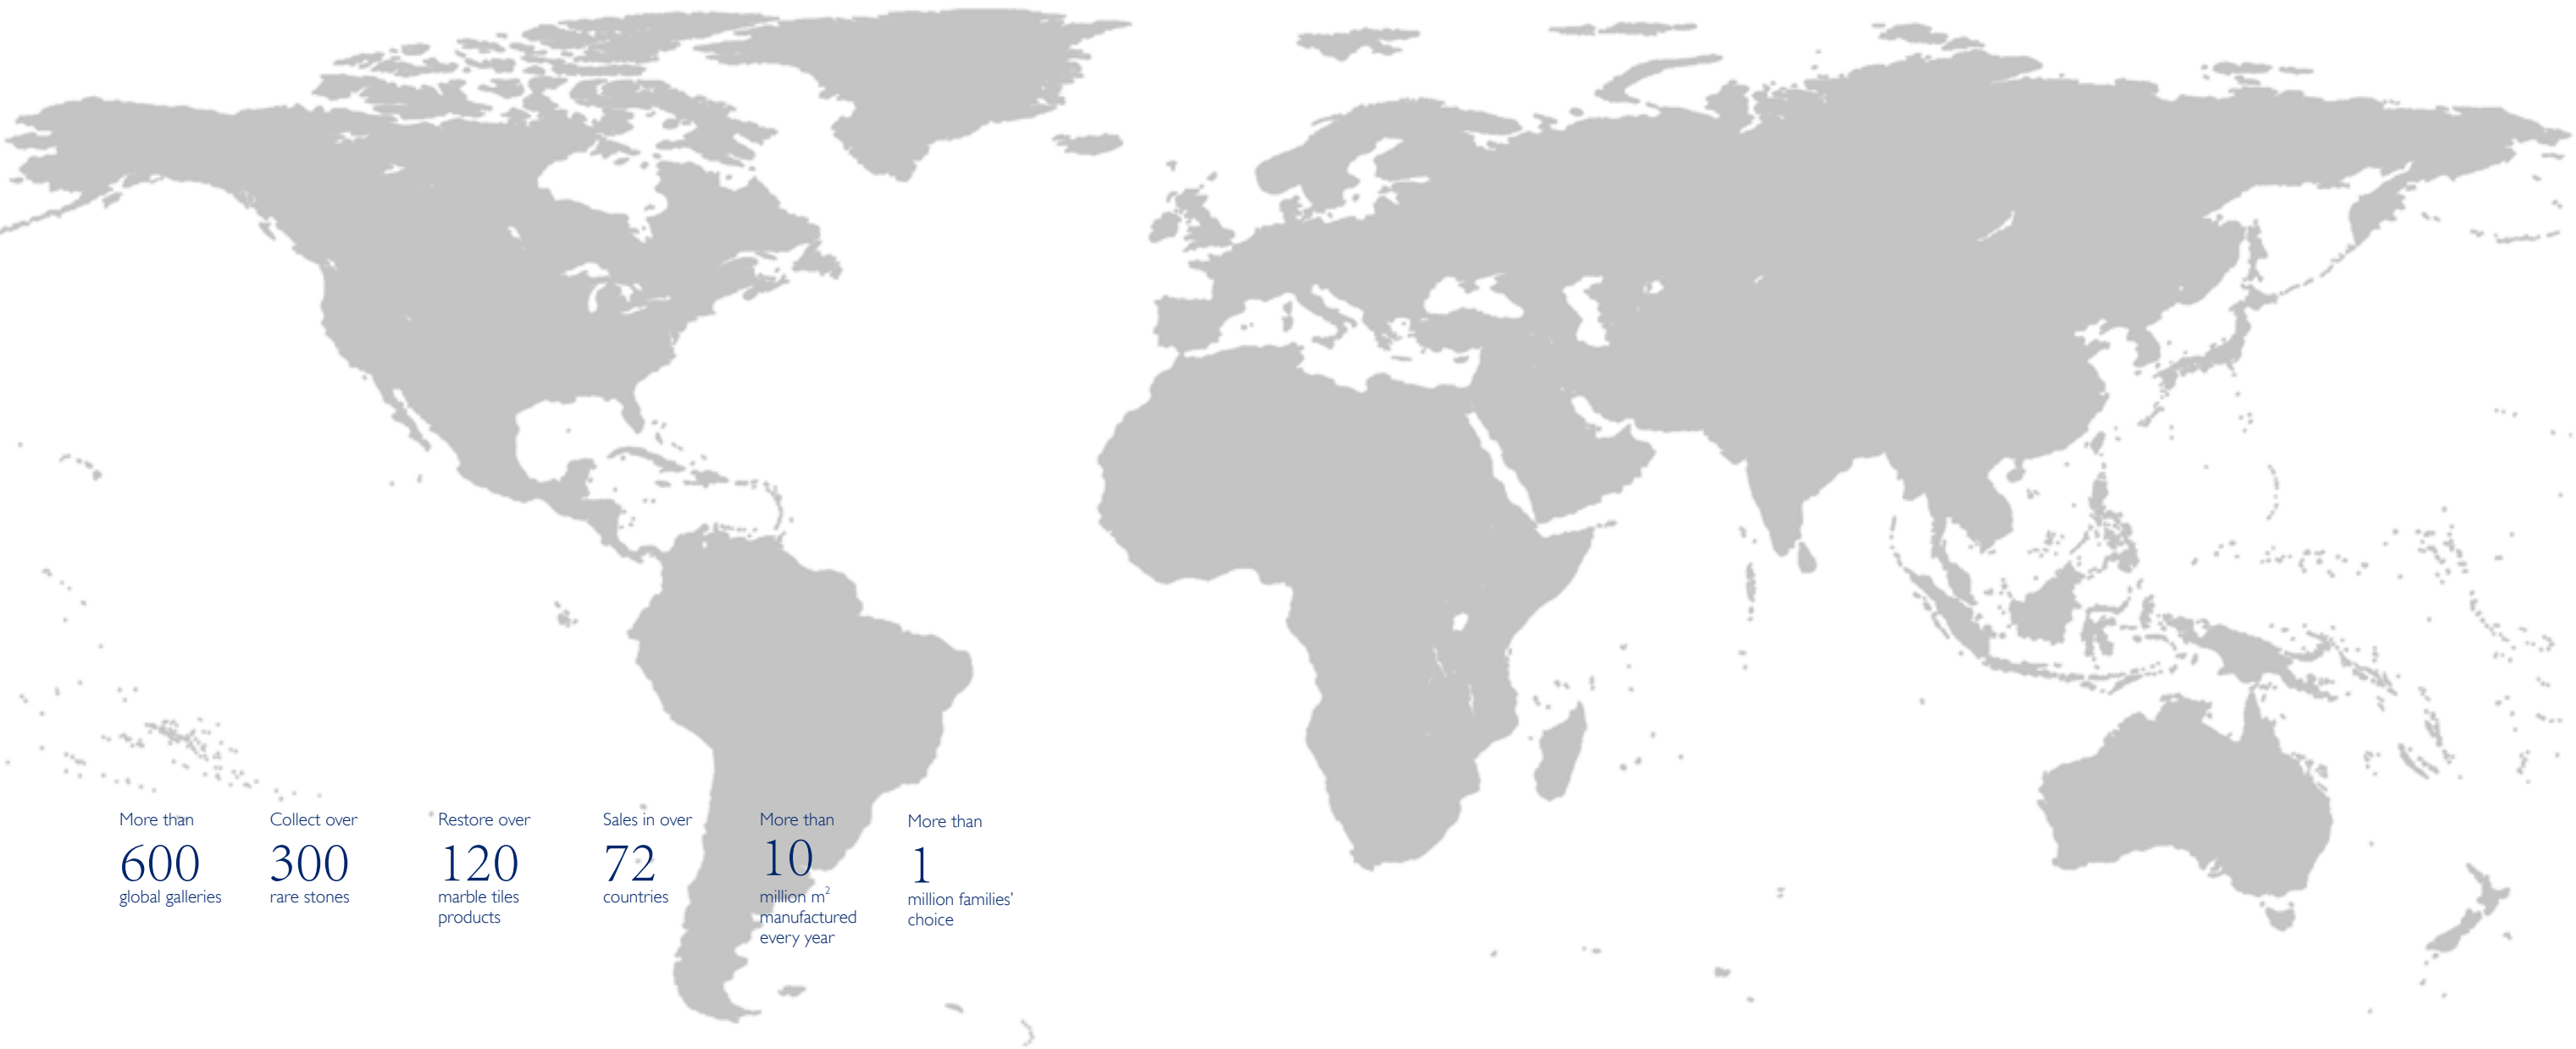 More than
600
global galleries
Collect over
300
rare stones
Restore over
120
marble tiles
products
Sales in over
72
countries
More than
10
million m²
manufactured
every year
More than
1
million families'
choice